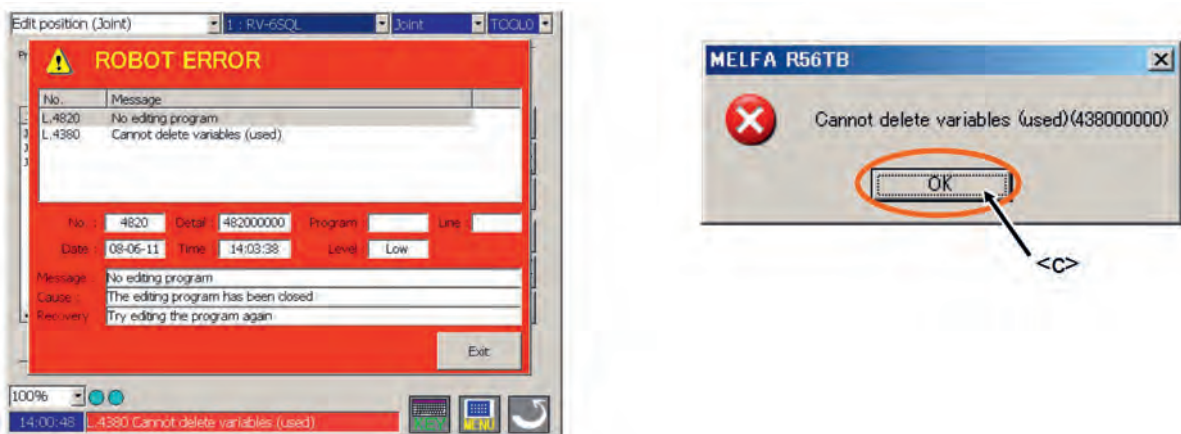 Edit position (Joint) 1 : RV-6SQL Joint TOOL0
ROBOT ERROR
No. Message
L.4820 No editing program
L.4380 Cannot delete variables (used)
No. : 4820 Detail : 482000000 Program : Line :
Date : 08-06-11 Time : 14:03:38 Level : Low
Message : No editing program
Cause : The editing program has been closed
Recovery : Try editing the program again
Exit
100%
14:00:48 L.4380 Cannot delete variables (used)
KEY MENU
MELFA R56TB
Cannot delete variables (used)(438000000)
OK
<c>